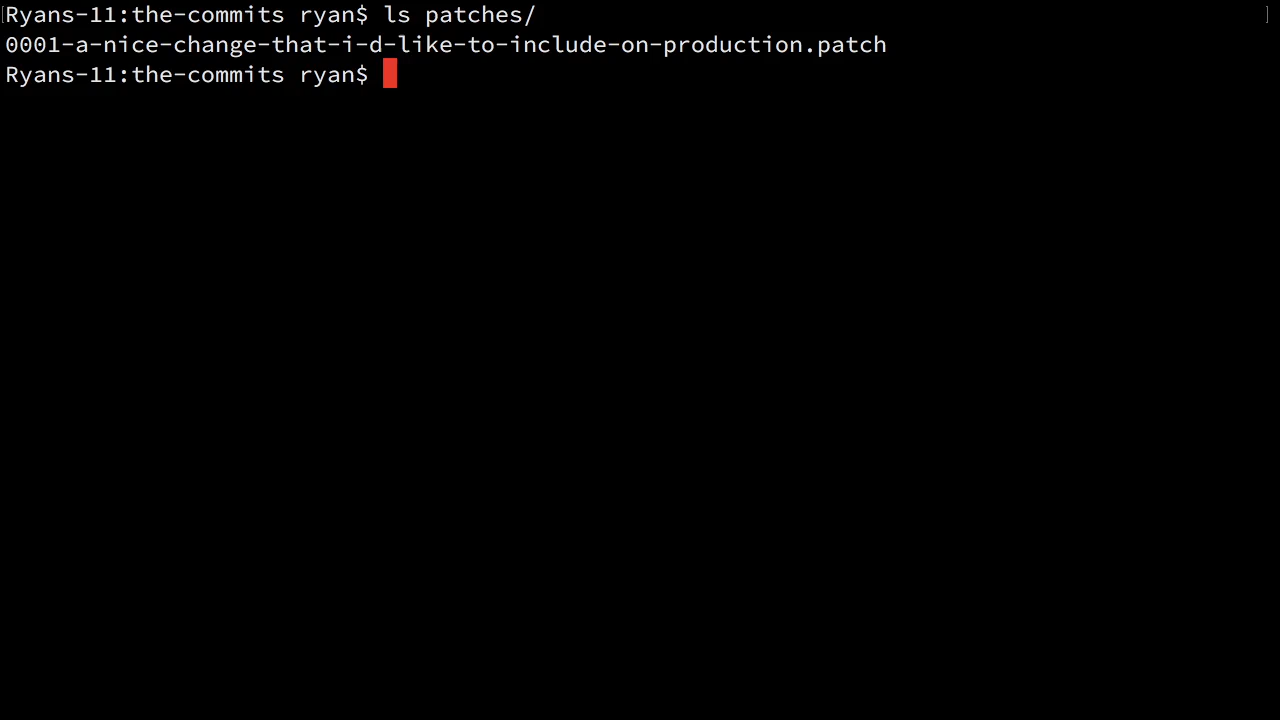 Ryans-11:the-commits ryan$ ls patches/
0001-a-nice-change-that-i-d-like-to-include-on-production.patch
Ryans-11:the-commits ryan$